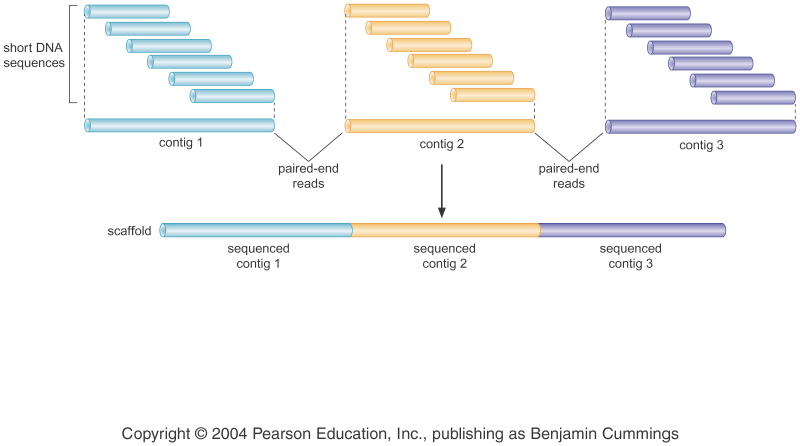 short DNA
sequences
contig 1
contig 2
contig 3
paired-end
reads
paired-end
reads
scaffold
sequenced
contig 1
sequenced
contig 2
sequenced
contig 3
Copyright © 2004 Pearson Education, Inc., publishing as Benjamin Cummings